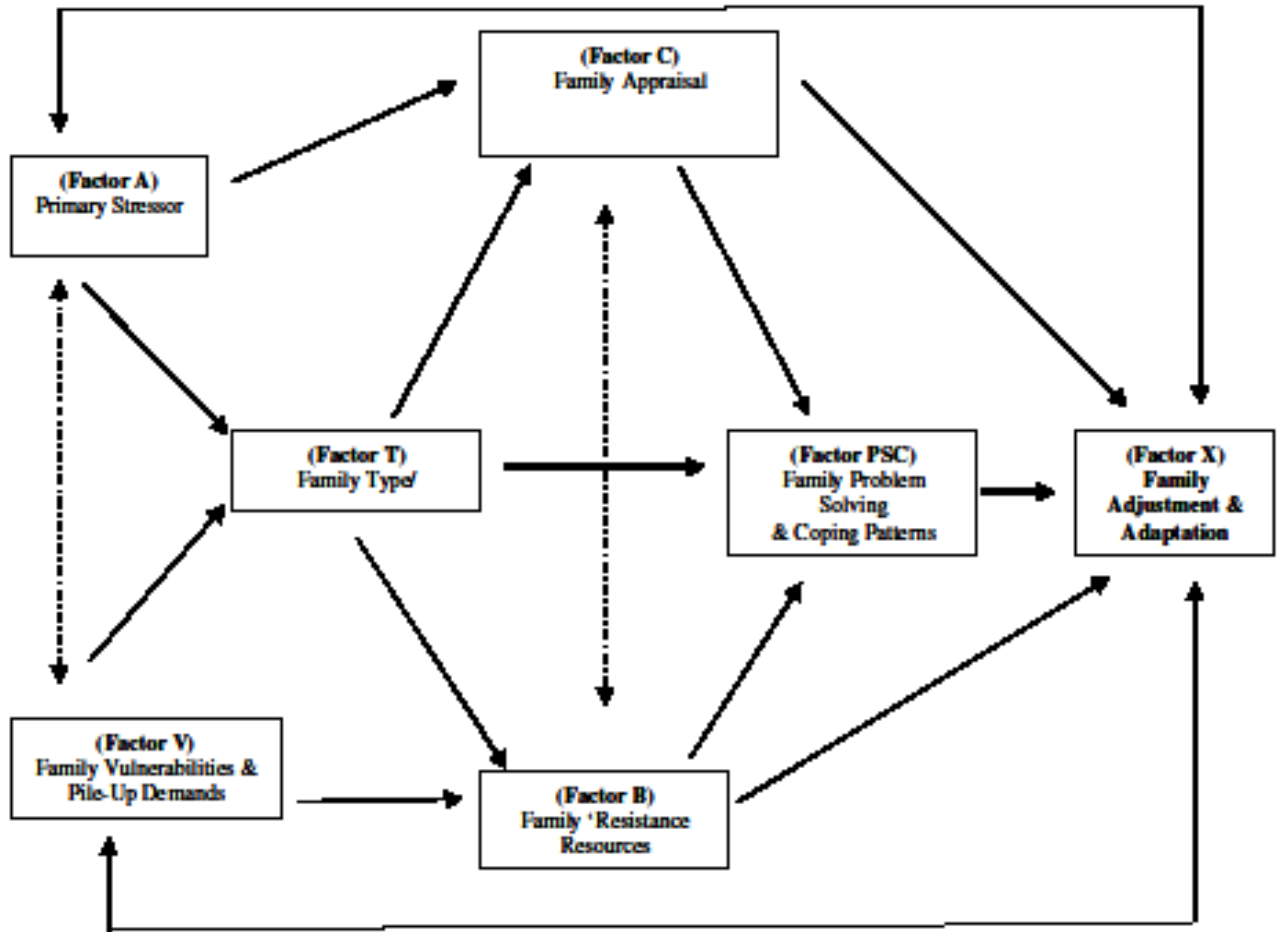 (Factor C)
Family Appraisal
(Factor A)
Primary Stressor
(Factor T)
Family Type/
(Factor PSC)
Family Problem
Solving
& Coping Patterns
(Factor X)
Family
Adjustment &
Adaptation
(Factor V)
Family Vulnerabilities &
Pile-Up Demands
(Factor B)
Family ‘Resistance
Resources